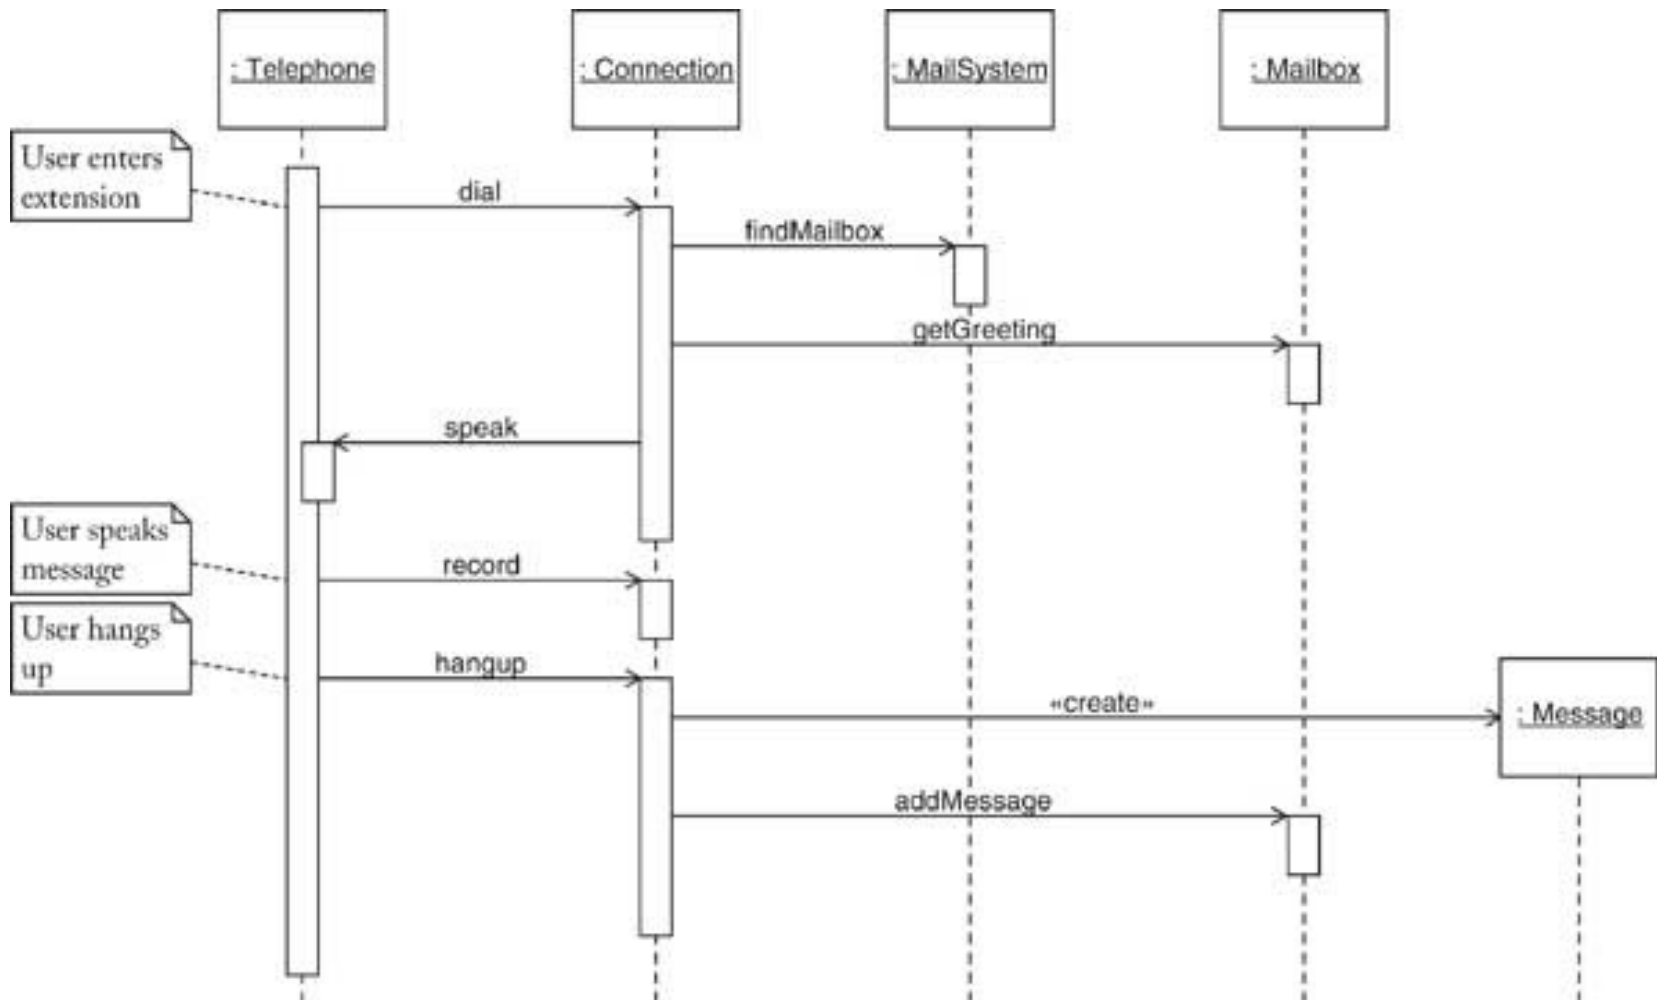 : Telephone
: Connection
: MailSystem
: Mailbox
User enters
extension
dial
findMailbox
getGreeting
speak
User speaks
message
record
User hangs
up
hangup
«create»
: Message
addMessage